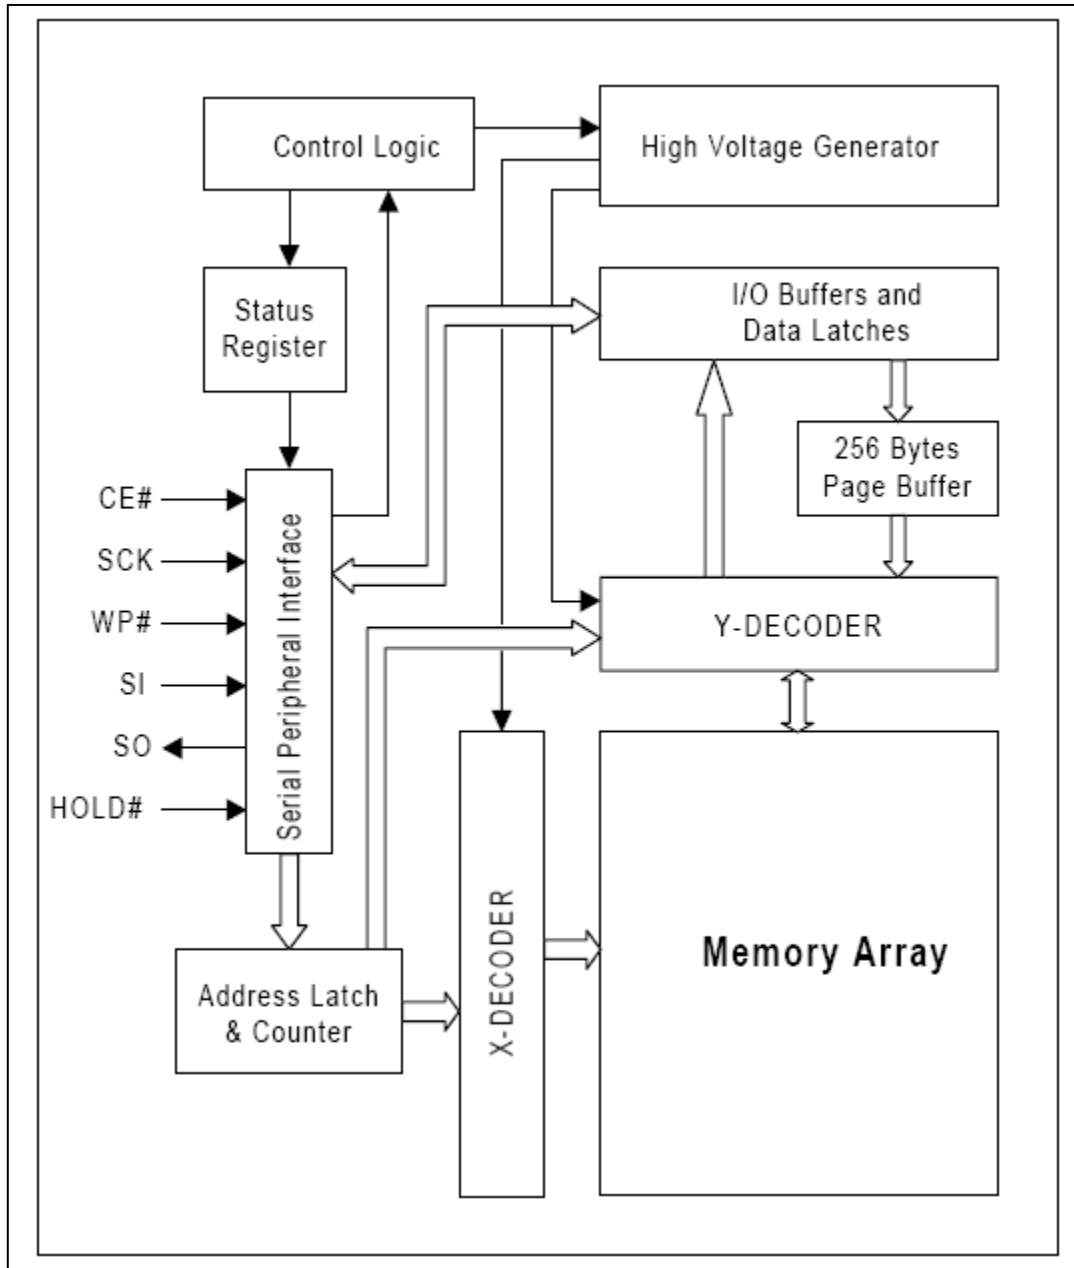 Control Logic
High Voltage Generator
Status
Register
I/O Buffers and
Data Latches
256 Bytes
Page Buffer
CE#
SCK
WP#
SI
SO
HOLD#
Serial Peripheral Interface
Y-DECODER
X-DECODER
Memory Array
Address Latch
& Counter